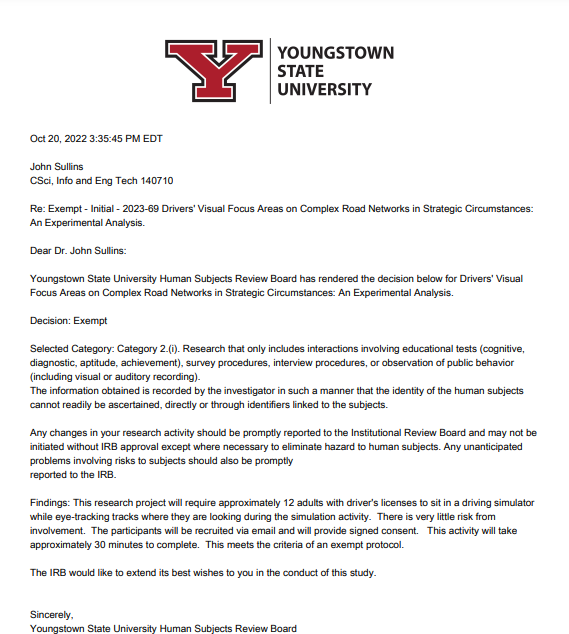 Y
YOUNGSTOWN
STATE
UNIVERSITY
Oct 20, 2022 3:35:45 PM EDT
John Sullins
CSci, Info and Eng Tech 140710
Re: Exempt - Initial - 2023-69 Drivers' Visual Focus Areas on Complex Road Networks in Strategic Circumstances:
An Experimental Analysis.
Dear Dr. John Sullins:
Youngstown State University Human Subjects Review Board has rendered the decision below for Drivers' Visual
Focus Areas on Complex Road Networks in Strategic Circumstances: An Experimental Analysis.
Decision: Exempt
Selected Category: Category 2.(i). Research that only includes interactions involving educational tests (cognitive,
diagnostic, aptitude, achievement), survey procedures, interview procedures, or observation of public behavior
(including visual or auditory recording).
The information obtained is recorded by the investigator in such a manner that the identity of the human subjects
cannot readily be ascertained, directly or through identifiers linked to the subjects.
Any changes in your research activity should be promptly reported to the Institutional Review Board and may not be
initiated without IRB approval except where necessary to eliminate hazard to human subjects. Any unanticipated
problems involving risks to subjects should also be promptly
reported to the IRB.
Findings: This research project will require approximately 12 adults with driver's licenses to sit in a driving simulator
while eye-tracking tracks where they are looking during the simulation activity.  There is very little risk from
involvement.  The participants will be recruited via email and will provide signed consent.   This activity will take
approximately 30 minutes to complete.  This meets the criteria of an exempt protocol.
The IRB would like to extend its best wishes to you in the conduct of this study.
Sincerely,
Youngstown State University Human Subjects Review Board